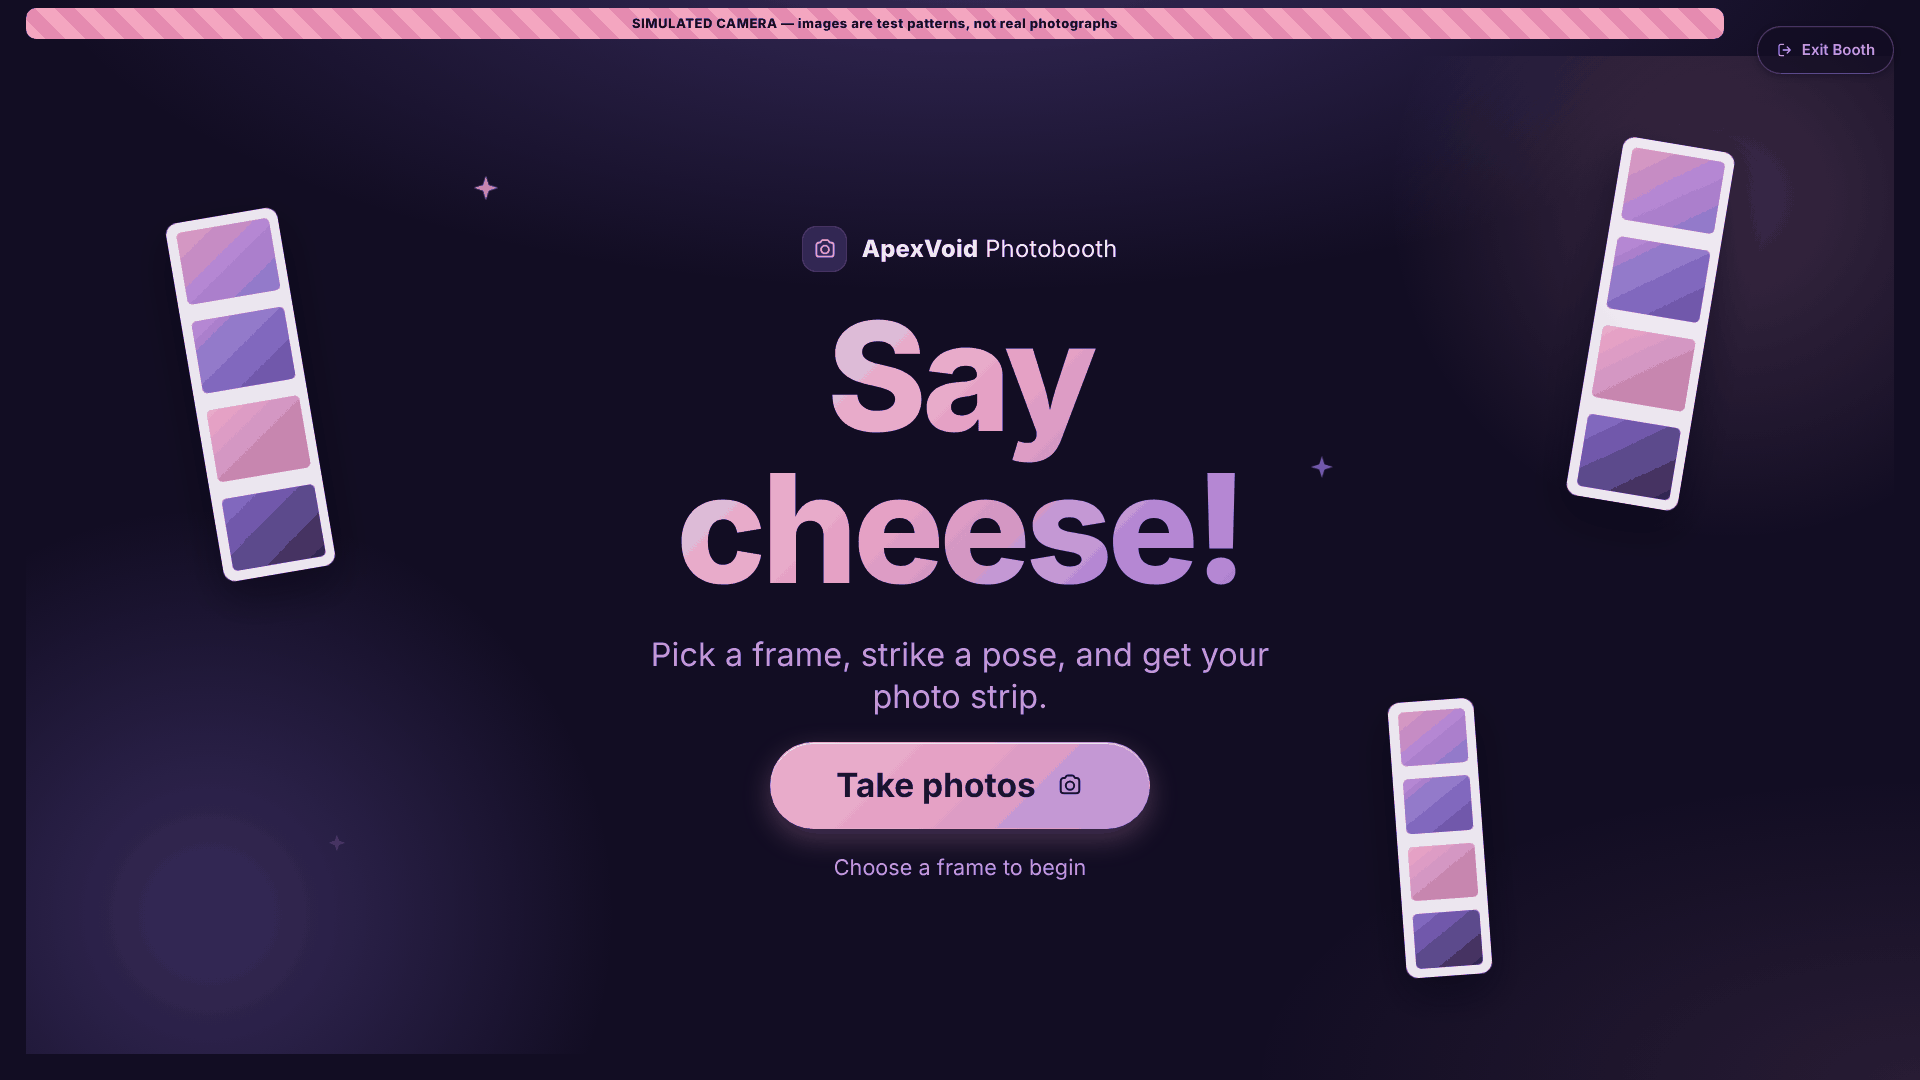 SIMULATED CAMERA — images are test patterns, not real photographs
Exit Booth
ApexVoid Photobooth
Say
cheese!
Pick a frame, strike a pose, and get your
photo strip.
Take photos
Choose a frame to begin